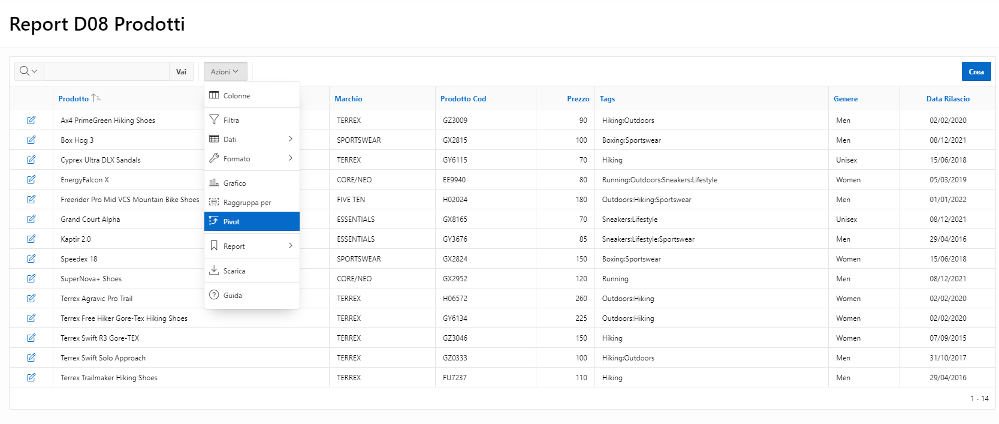 Report D08 Prodotti
Vai Azioni Crea
Colonne
Filtra
Dati
Formato
Grafico
Raggruppa per
Pivot
Report
Scarica
Guida
Prodotto Marchio Prodotto Cod Prezzo Tags Genere Data Rilascio
Ax4 PrimeGreen Hiking Shoes TERREX GZ3009 90 Hiking:Outdoors Men 02/02/2020
Box Hog 3 SPORTSWEAR GX2815 100 Boxing:Sportswear Men 08/12/2021
Cyprex Ultra DLX Sandals TERREX GY6115 70 Hiking Unisex 15/06/2018
EnergyFalcon X CORE/NEO EE9940 80 Running:Outdoors:Sneakers:Lifestyle Women 05/03/2019
Freerider Pro Mid VCS Mountain Bike Shoes FIVE TEN H02024 180 Outdoors:Hiking:Sportswear Men 01/01/2022
Grand Court Alpha ESSENTIALS GX8165 70 Sneakers:Lifestyle Unisex 08/12/2021
Kaptir 2.0 ESSENTIALS GY3676 85 Sneakers:Lifestyle:Sportswear Men 29/04/2016
Speedex 18 SPORTSWEAR GX2824 150 Boxing:Sportswear Women 15/06/2018
SuperNova+ Shoes CORE/NEO GX2952 120 Running Men 08/12/2021
Terrex Agravic Pro Trail TERREX H06572 260 Outdoors:Hiking Women 02/02/2020
Terrex Free Hiker Gore-Tex Hiking Shoes TERREX GY6134 225 Outdoors:Hiking Women 02/02/2020
Terrex Swift R3 Gore-TEX TERREX GZ3046 150 Hiking Women 07/09/2015
Terrex Swift Solo Approach TERREX GZ0333 100 Hiking:Outdoors Men 31/10/2017
Terrex Trailmaker Hiking Shoes TERREX FU7237 110 Hiking Men 29/04/2016
1 - 14